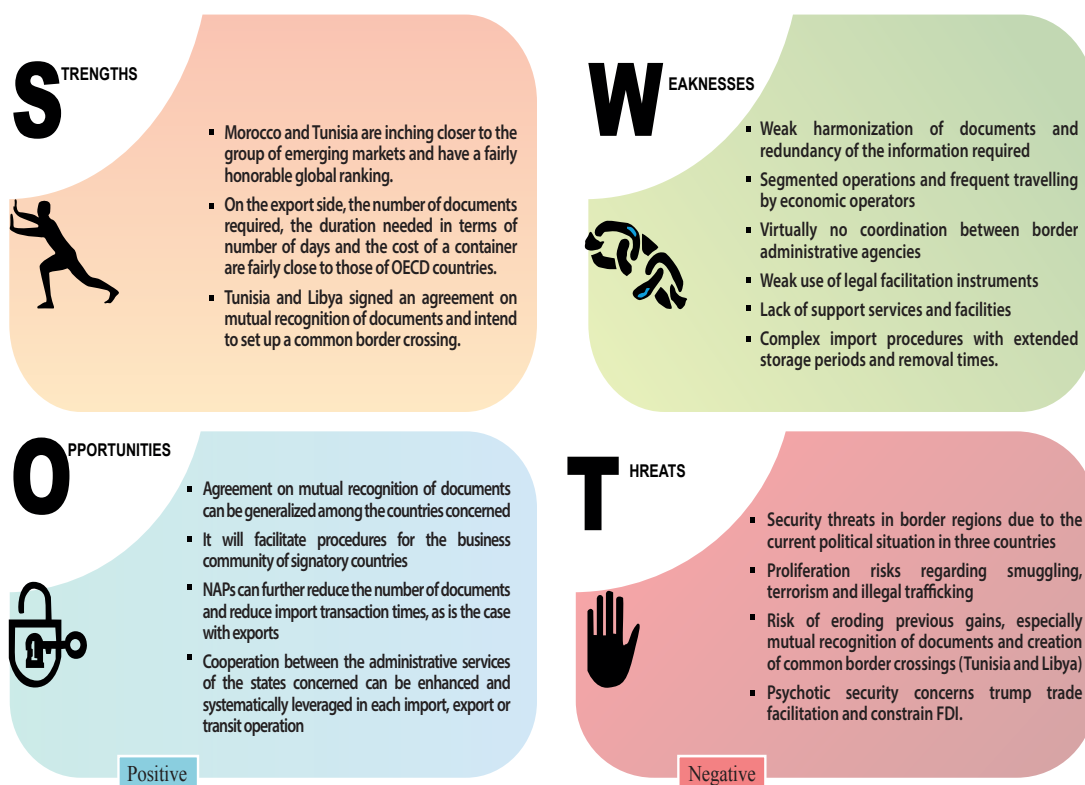 STRENGTHS
Morocco and Tunisia are inching closer to the
group of emerging markets and have a fairly
honorable global ranking.
On the export side, the number of documents
required, the duration needed in terms of
number of days and the cost of a container
are fairly close to those of OECD countries.
Tunisia and Libya signed an agreement on
mutual recognition of documents and intend
to set up a common border crossing.
WEAKNESSES
Weak harmonization of documents and
redundancy of the information required
Segmented operations and frequent travelling
by economic operators
Virtually no coordination between border
administrative agencies
Weak use of legal facilitation instruments
Lack of support services and facilities
Complex import procedures with extended
storage periods and removal times.
OPPORTUNITIES
Agreement on mutual recognition of documents
can be generalized among the countries concerned
It will facilitate procedures for the business
community of signatory countries
NAPs can further reduce the number of documents
and reduce import transaction times, as is the case
with exports
Cooperation between the administrative services
of the states concerned can be enhanced and
systematically leveraged in each import, export or
transit operation
Positive
THREATS
Security threats in border regions due to the
current political situation in three countries
Proliferation risks regarding smuggling,
terrorism and illegal trafficking
Risk of eroding previous gains, especially
mutual recognition of documents and creation
of common border crossings (Tunisia and Libya)
Psychotic security concerns trump trade
facilitation and constrain FDI.
Negative